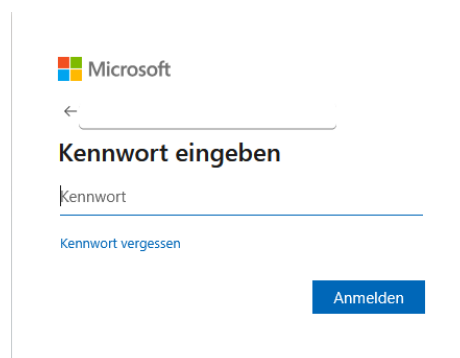 Microsoft
Kennwort eingeben
Kennwort
Kennwort vergessen
Anmelden